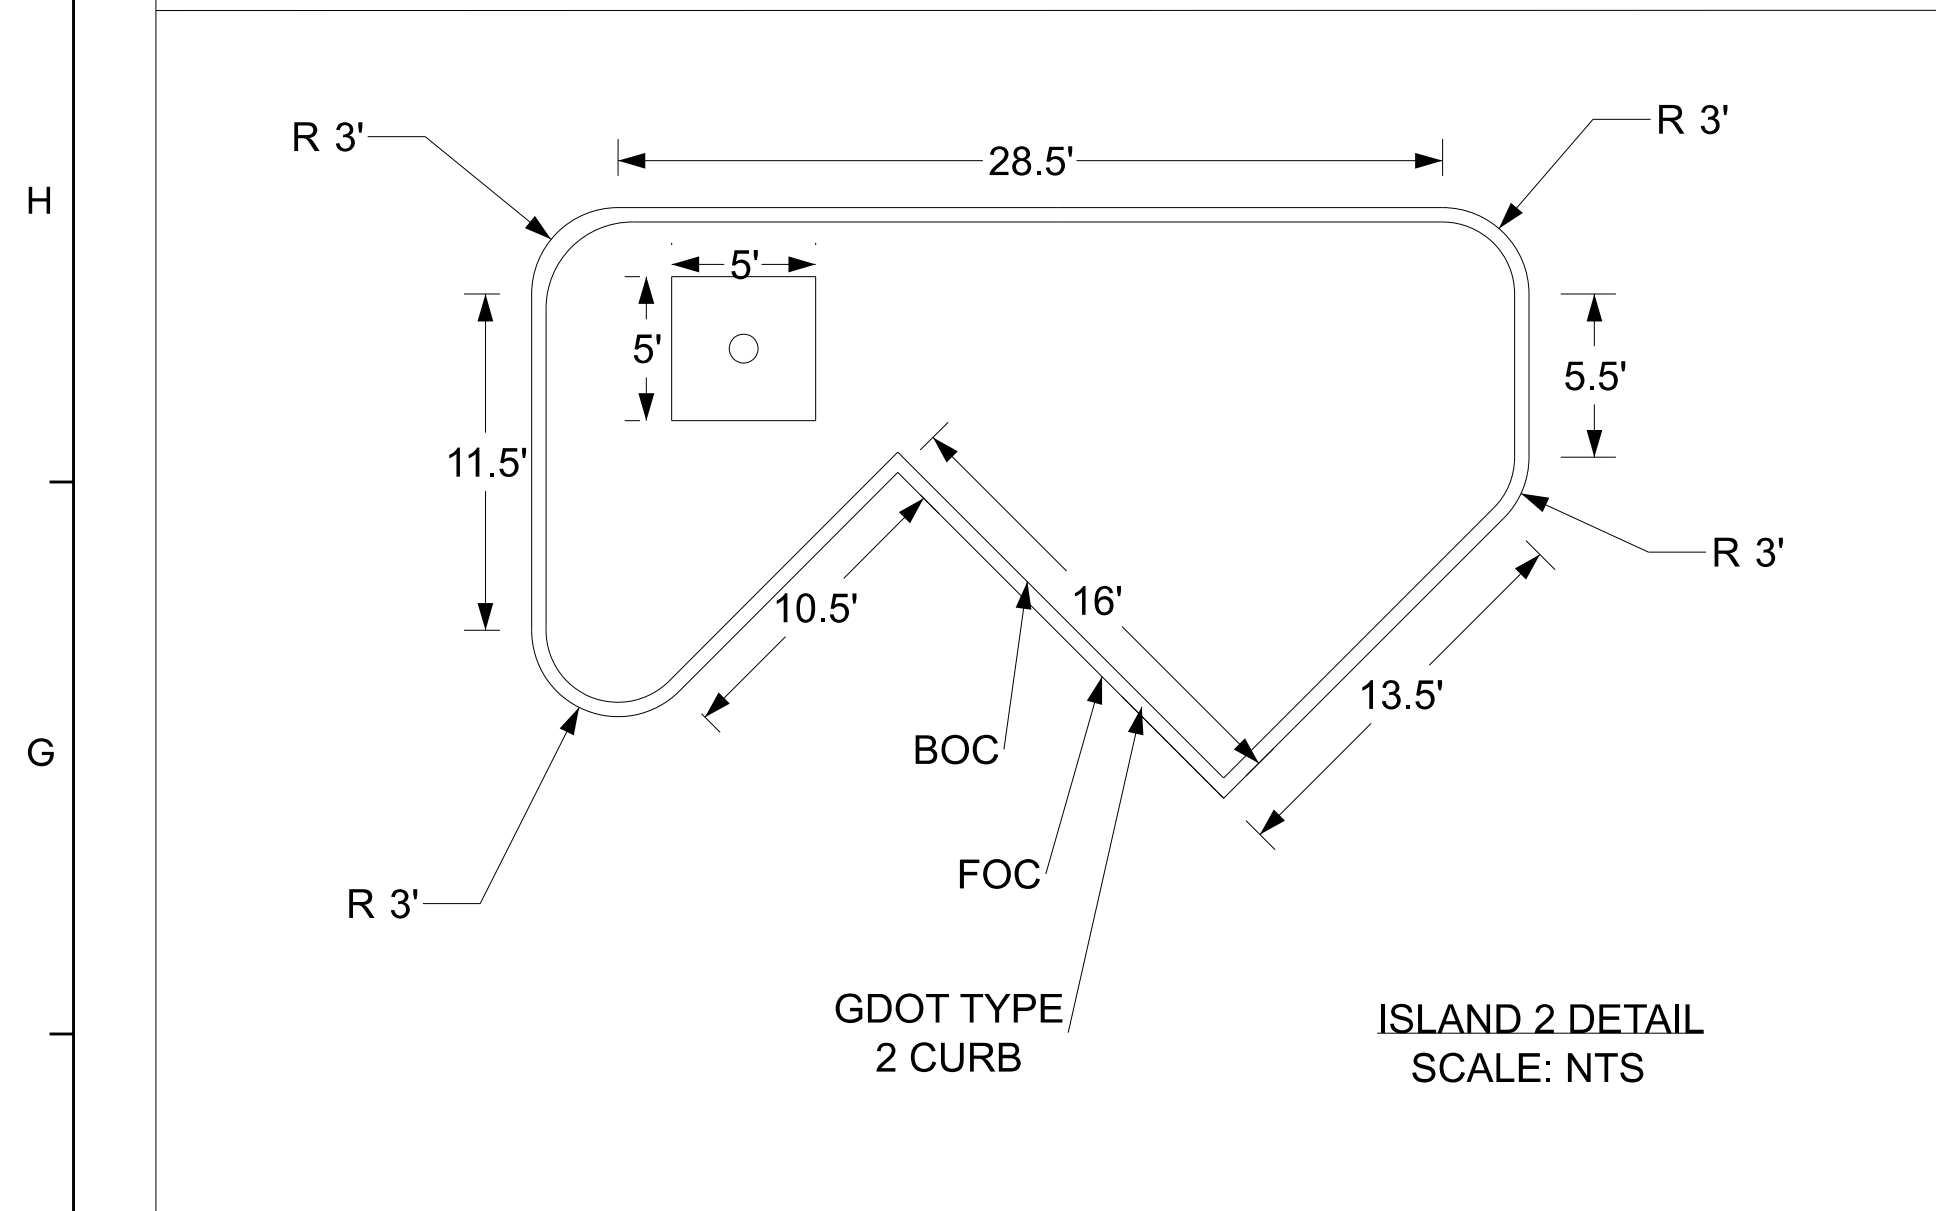 R 3'
R 3'
28.5'
H
5'
5'
5.5'
11.5'
R 3'
16'
10.5'
13.5'
BOC
G
FOC
R 3'
GDOT TYPE
2 CURB
ISLAND 2 DETAIL
SCALE: NTS